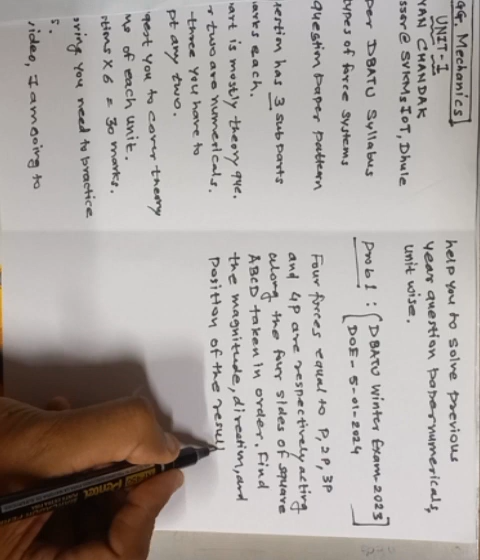 gg. Mechanics]
UNIT-I
YAN CHANDAK
ssor @ SVKMs IOT, Dhule
per DBATU Syllabus
types of force systems
question paper pattern
has 3 sub parts
arks each.
art is mostly theory que.
r two are numericals.
three you have to
pt any two.
gest you to cover theory
of each unit.
tions x 6 = 30 marks.
ring you need to practice
s.
video, I am going to
help you to solve previous
year question paper numericals,
unit wise.
Prob 1 : [DBATU Winter Exam-2023
DOE - 5-01-2024]
Four forces equal to P, 2P, 3P
and 4P are respectively acting
along the four sides of square
ABCD taken in order. Find
the magnitude, direction, and
position of the resul